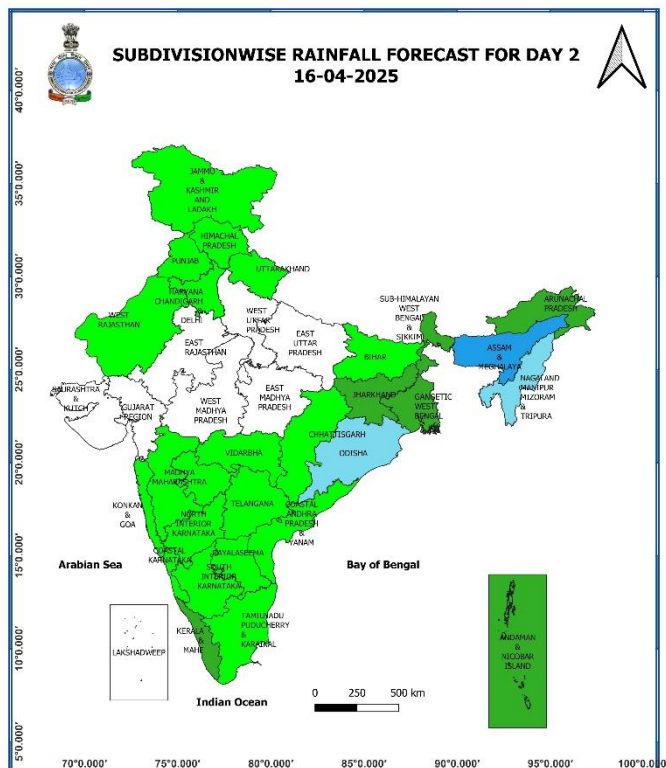 SUBDIVISIONWISE RAINFALL FORECAST FOR DAY 2
16-04-2025
40°0.000'
35°0.000'
30°0.000'
25°0.000'
20°0.000'
15°0.000'
10°0.000'
5°0.000'
JAMMU
&
KASHMIR
AND
LADAKH
HIMACHAL
PRADESH
PUNJAB
UTTARAKHAND
HARYANA
CHANDIGARH
DELHI
WEST
RAJASTHAN
WEST
UTTAR
PRADESH
EAST
RAJASTHAN
EAST
UTTAR
PRADESH
SUB-HIMALAYAN
WEST
BENGAL
&
SIKKIM
ARUNACHAL
PRADESH
ASSAM
&
MEGHALAYA
NAGALAND
MANIPUR
MIZORAM
&
TRIPURA
BIHAR
JHARKHAND
GANGETIC
WEST
BENGAL
SAURASHTRA
&
KUTCH
GUJARAT
REGION
WEST
MADHYA
PRADESH
EAST
MADHYA
PRADESH
CHHATTISGARH
ODISHA
VIDARBHA
MADHYA
MAHARASHTRA
KONKAN
&
GOA
TELANGANA
NORTH
INTERIOR
KARNATAKA
COASTAL
ANDHRA
PRADESH
&
YANAM
COASTAL
KARNATAKA
RAYALASEEMA
SOUTH
INTERIOR
KARNATAKA
Arabian Sea
Bay of Bengal
LAKSHADWEEP
KERALA
&
MAHE
TAMILNADU
PUDUCHERRY
&
KARAIKAL
ANDAMAN
&
NICOBAR
ISLAND
Indian Ocean
0 250 500 km
70°0.000' 75°0.000' 80°0.000' 85°0.000' 90°0.000' 95°0.000' 100°0.000'